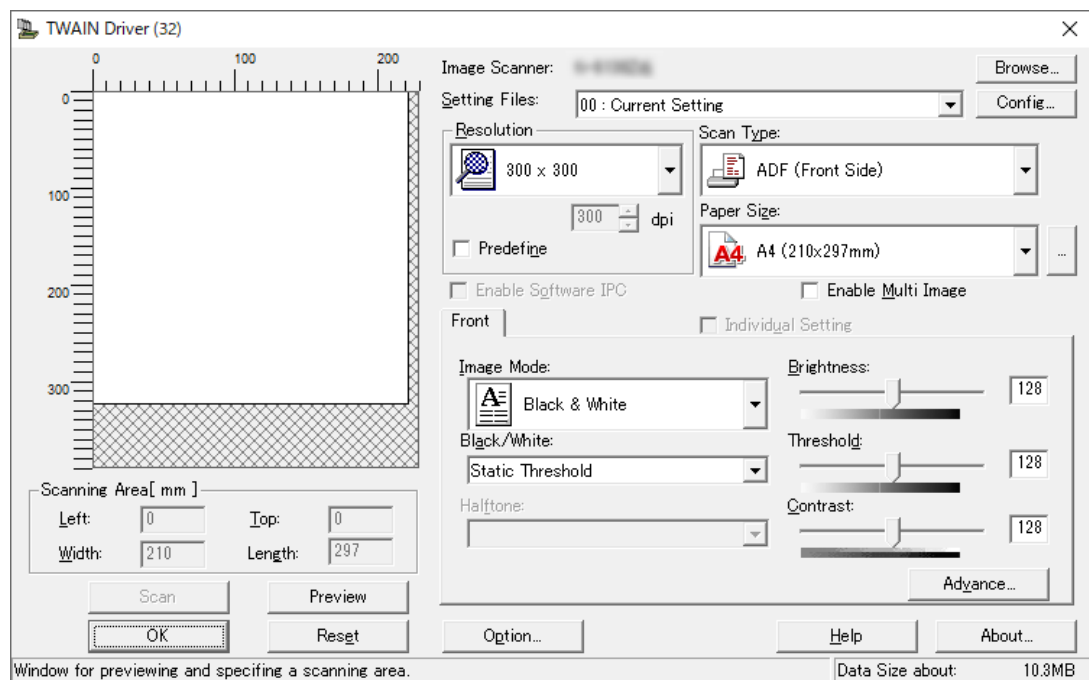 TWAIN Driver (32)
0 100 200
0
100
200
300
Image Scanner:
Browse...
Setting Files: 00 : Current Setting
Config...
Resolution
300 x 300
300 dpi
Predefine
Scan Type:
ADF (Front Side)
Paper Size:
A4
A4 (210x297mm)
...
Enable Software IPC
Enable Multi Image
Front
Individual Setting
Image Mode:
A
Black & White
Black/White:
Static Threshold
Halftone:
Brightness:
128
Threshold:
128
Contrast:
128
Advance...
Scanning Area[ mm ]
Left: 0 Top: 0
Width: 210 Length: 297
Scan Preview
OK Reset
Option... Help About...
Window for previewing and specifing a scanning area.
Data Size about: 10.3MB